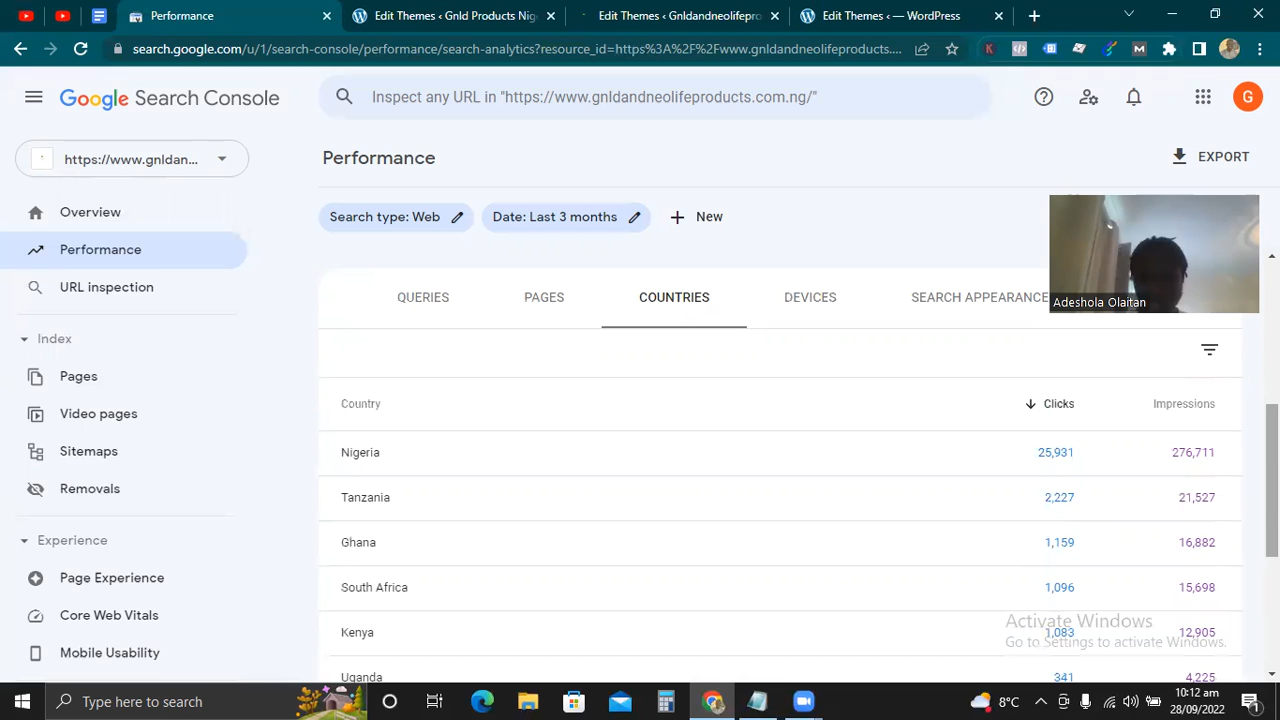 Performance
Edit Themes ‹ Gnld Products Nig
Edit Themes ‹ Gnldandneolifepro
Edit Themes ‹ — WordPress
search.google.com/u/1/search-console/performance/search-analytics?resource_id=https%3A%2F%2Fwww.gnldandneolifeproducts....
Google Search Console
Inspect any URL in "https://www.gnldandneolifeproducts.com.ng/"
G
https://www.gnldan...
Performance
EXPORT
Overview
Search type: Web
Date: Last 3 months
New
Performance
URL inspection
QUERIES
PAGES
COUNTRIES
DEVICES
SEARCH APPEARANCE
Adeshola Olaitan
Index
Pages
Video pages
Sitemaps
Removals
Experience
Page Experience
Core Web Vitals
Mobile Usability
Country Clicks Impressions
Nigeria 25,931 276,711
Tanzania 2,227 21,527
Ghana 1,159 16,882
South Africa 1,096 15,698
Kenya 1,083 12,905
Uganda 341 4,225
Activate Windows
Go to Settings to activate Windows.
Type here to search
8°C
10:12 am
28/09/2022
1